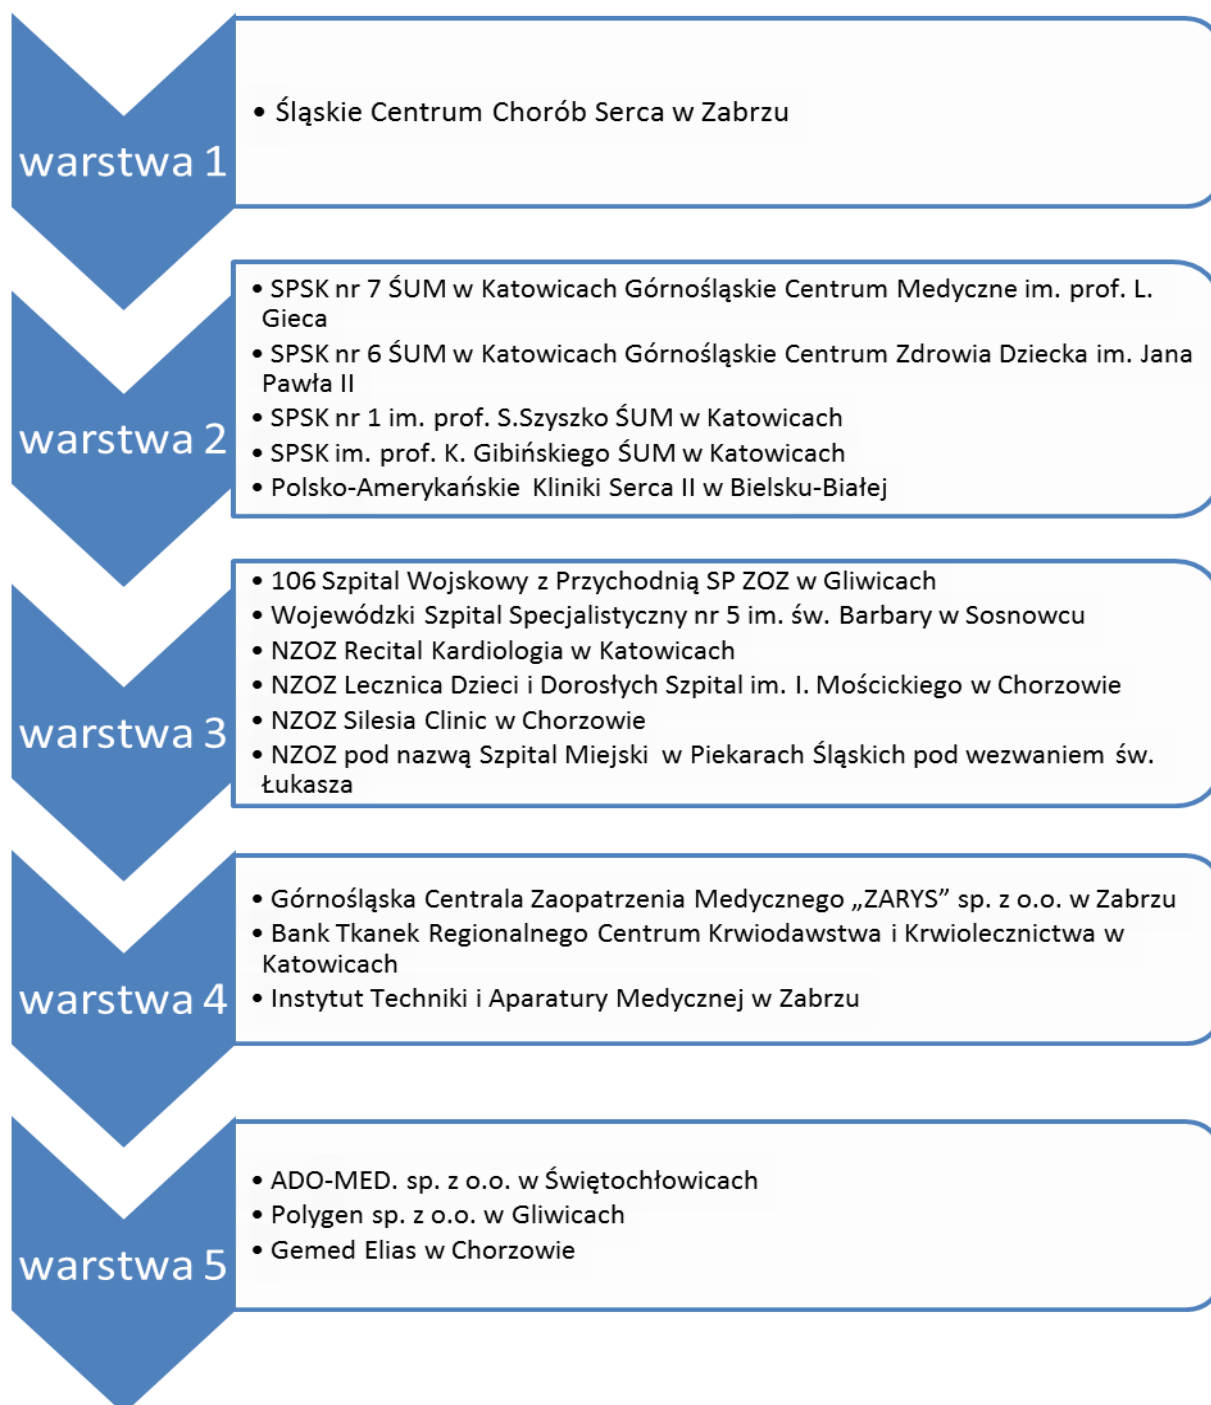 warstwa 1
• Śląskie Centrum Chorób Serca w Zabrzu
warstwa 2
• SPSK nr 7 ŚUM w Katowicach Górnośląskie Centrum Medyczne im. prof. L.
Gieca
• SPSK nr 6 ŚUM w Katowicach Górnośląskie Centrum Zdrowia Dziecka im. Jana
Pawła II
• SPSK nr 1 im. prof. S.Szyszko ŚUM w Katowicach
• SPSK im. prof. K. Gibińskiego ŚUM w Katowicach
• Polsko-Amerykańskie Kliniki Serca II w Bielsku-Białej
warstwa 3
• 106 Szpital Wojskowy z Przychodnią SP ZOZ w Gliwicach
• Wojewódzki Szpital Specjalistyczny nr 5 im. św. Barbary w Sosnowcu
• NZOZ Recital Kardiologia w Katowicach
• NZOZ Lecznica Dzieci i Dorosłych Szpital im. I. Mościckiego w Chorzowie
• NZOZ Silesia Clinic w Chorzowie
• NZOZ pod nazwą Szpital Miejski w Piekarach Śląskich pod wezwaniem św.
Łukasza
warstwa 4
• Górnośląska Centrala Zaopatrzenia Medycznego „ZARYS” sp. z o.o. w Zabrzu
• Bank Tkanek Regionalnego Centrum Krwiodawstwa i Krwiolecznictwa w
Katowicach
• Instytut Techniki i Aparatury Medycznej w Zabrzu
warstwa 5
• ADO-MED. sp. z o.o. w Świętochłowicach
• Polygen sp. z o.o. w Gliwicach
• Gemed Elias w Chorzowie